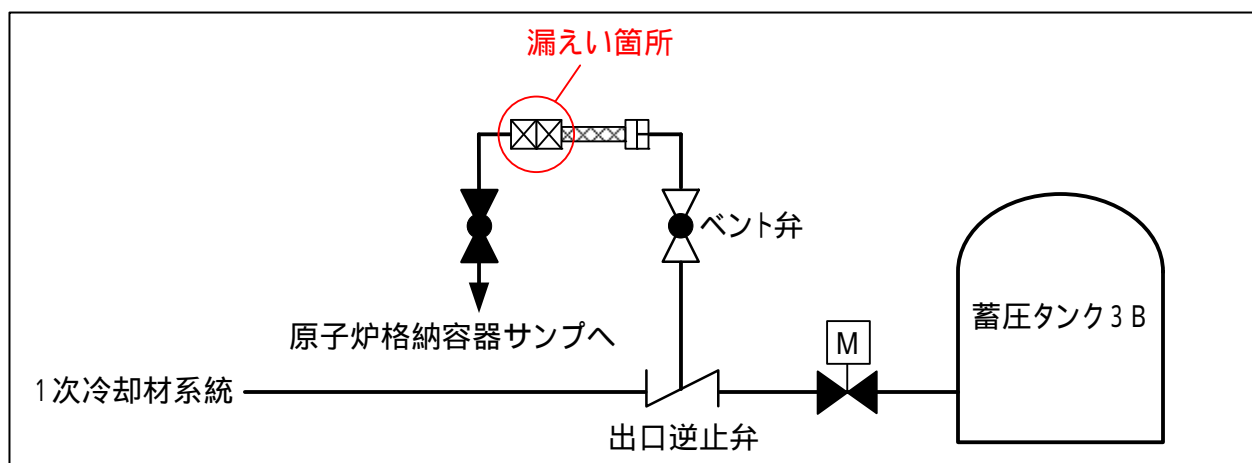 漏えい箇所
ベント弁
原子炉格納容器サンプへ
M
蓄圧タンク3B
1次冷却材系統
出口逆止弁